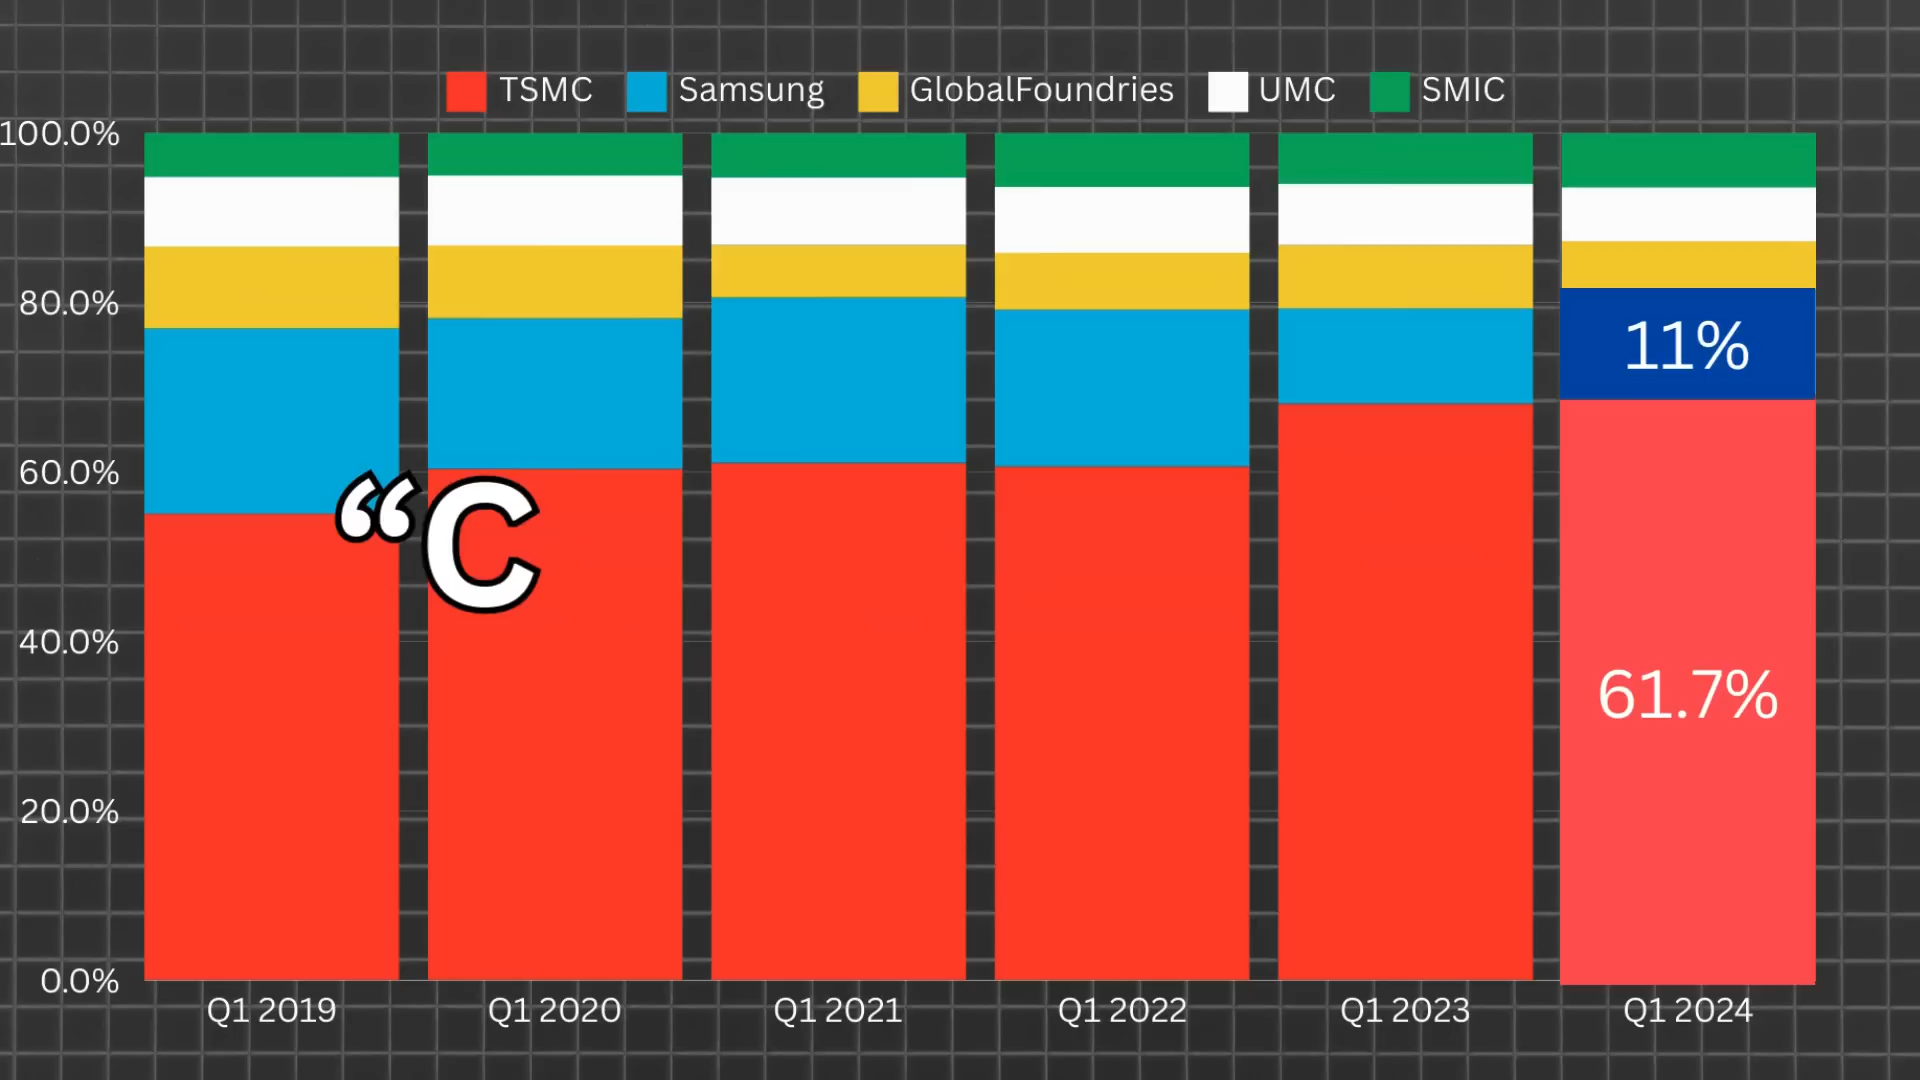 TSMC Samsung GlobalFoundries UMC SMIC
100.0%
80.0%
11%
60.0%
“C
40.0%
61.7%
20.0%
0.0%
Q1 2019 Q1 2020 Q1 2021 Q1 2022 Q1 2023 Q1 2024